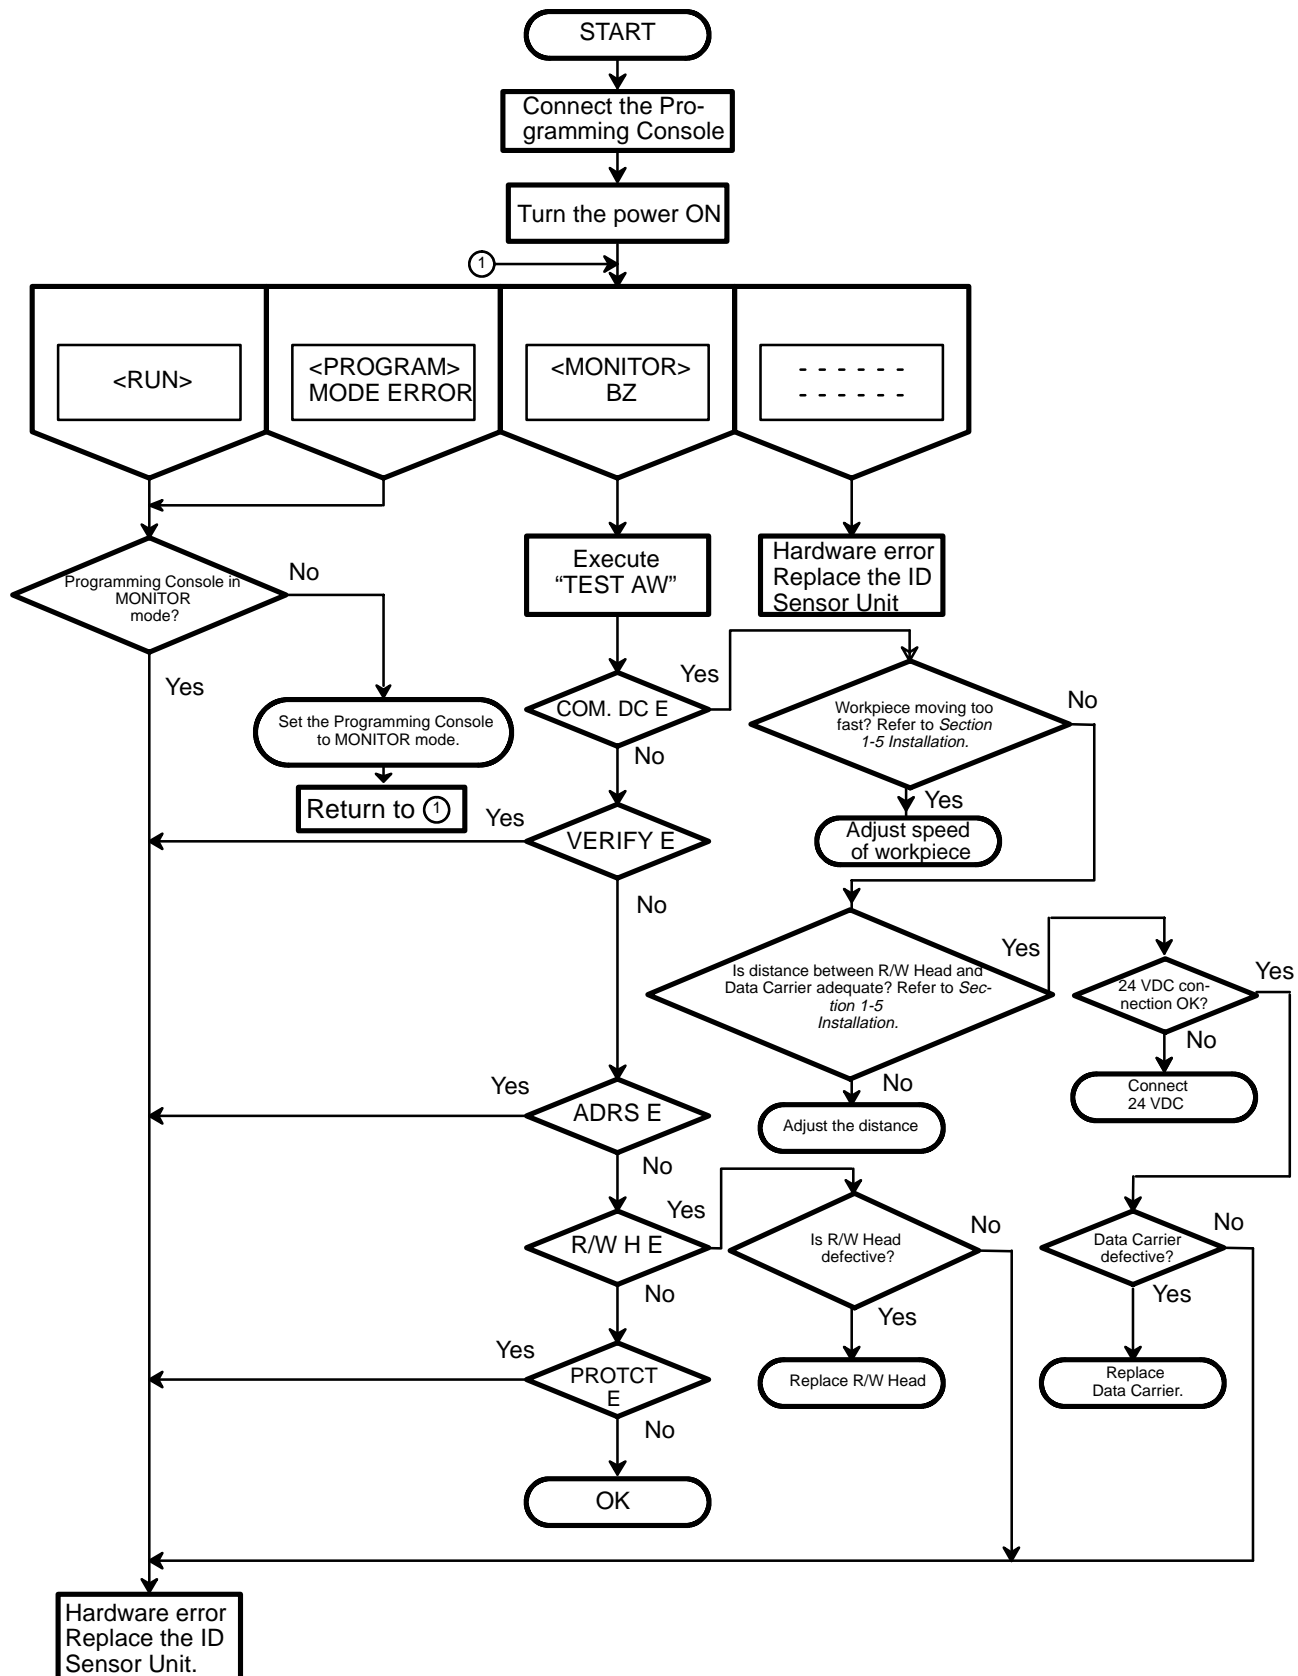 START
Connect the Pro-
gramming Console
Turn the power ON
1
<RUN>
<PROGRAM>
MODE ERROR
<MONITOR>
BZ
- - - - - -
- - - - - -
Programming Console in
MONITOR
mode?
No
Yes
Set the Programming Console
to MONITOR mode.
Return to 1
Execute
“TEST AW”
Hardware error
Replace the ID
Sensor Unit
COM. DC E
Yes
No
Workpiece moving too
fast? Refer to Section
1-5 Installation.
No
Yes
Adjust speed
of workpiece
VERIFY E
Yes
No
Is distance between R/W Head and
Data Carrier adequate? Refer to Sec-
tion 1-5
Installation.
Yes
No
Adjust the distance
24 VDC con-
nection OK?
Yes
No
Connect
24 VDC
ADRS E
Yes
No
R/W H E
Yes
No
Is R/W Head
defective?
No
Yes
Replace R/W Head
Data Carrier
defective?
No
Yes
Replace
Data Carrier.
PROTCT
E
Yes
No
OK
Hardware error
Replace the ID
Sensor Unit.